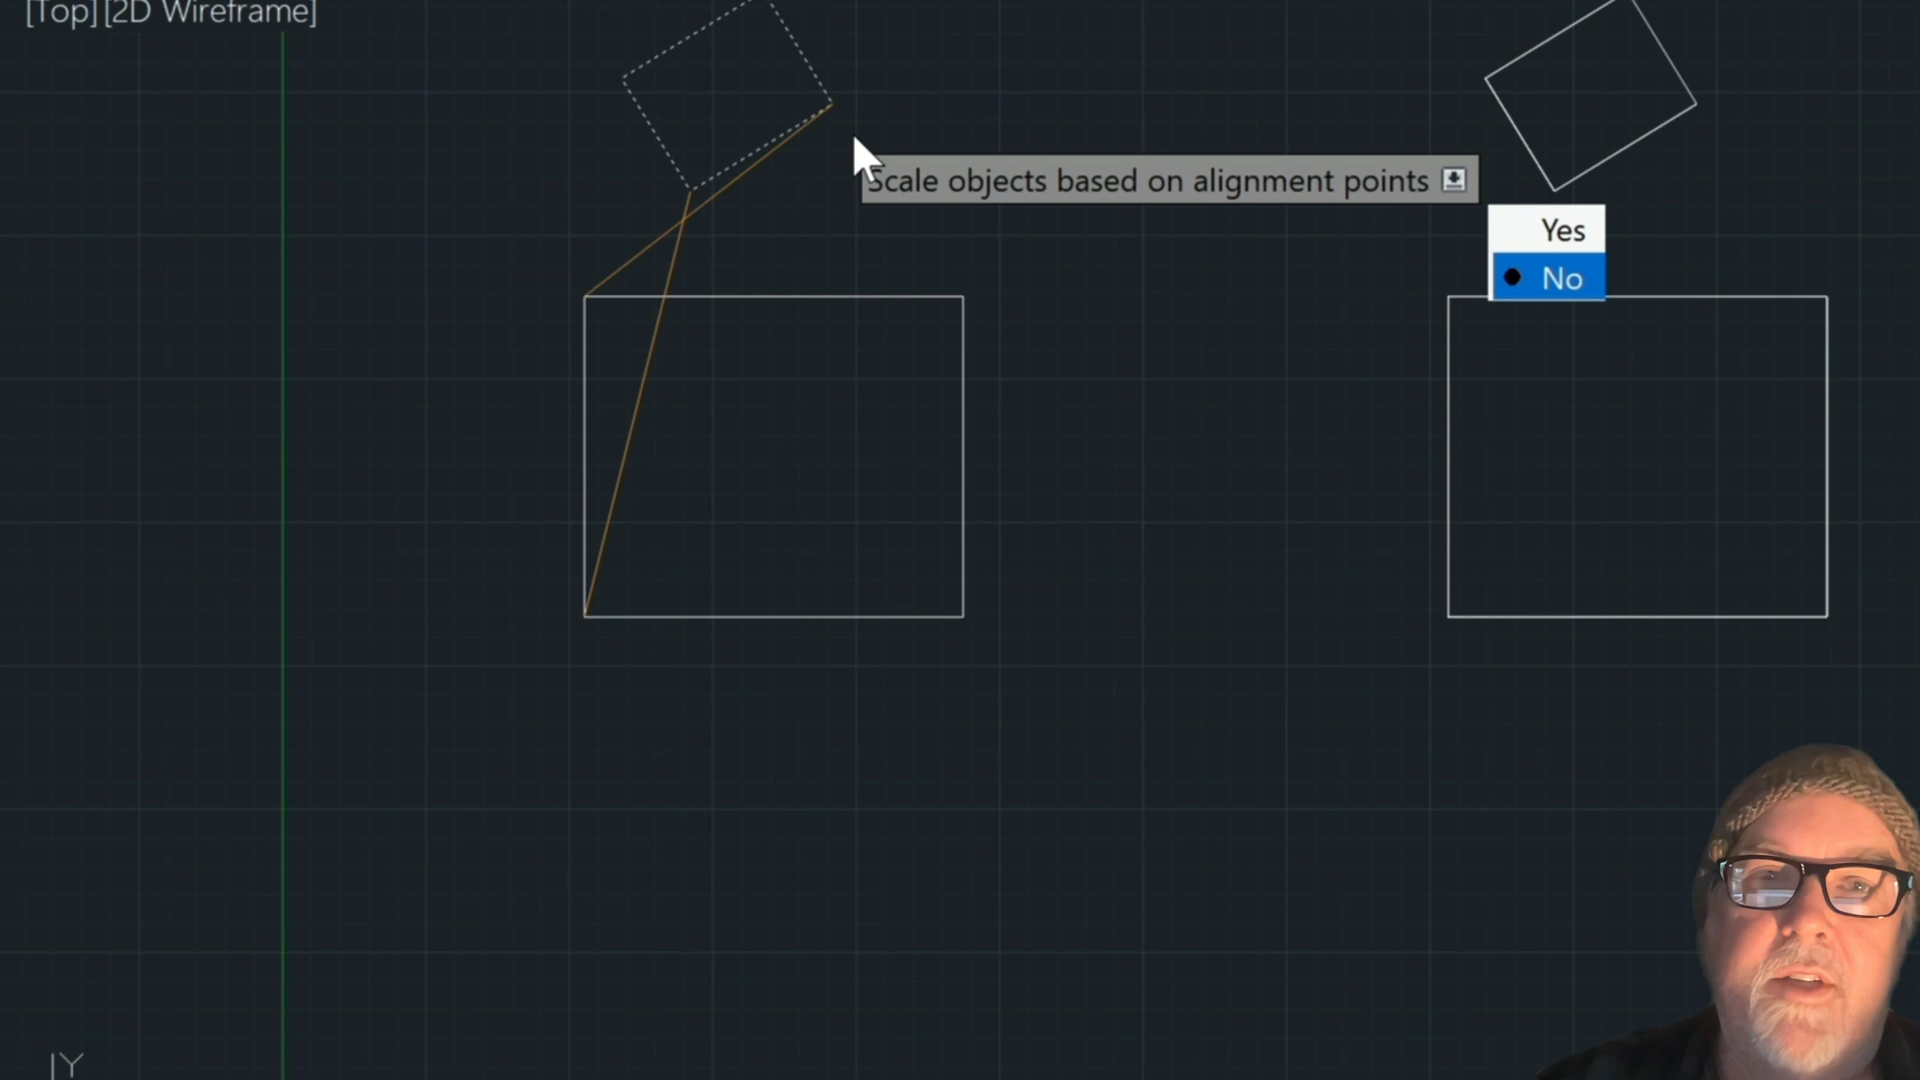 [Top][2D Wireframe]
Scale objects based on alignment points
Yes
No
Y